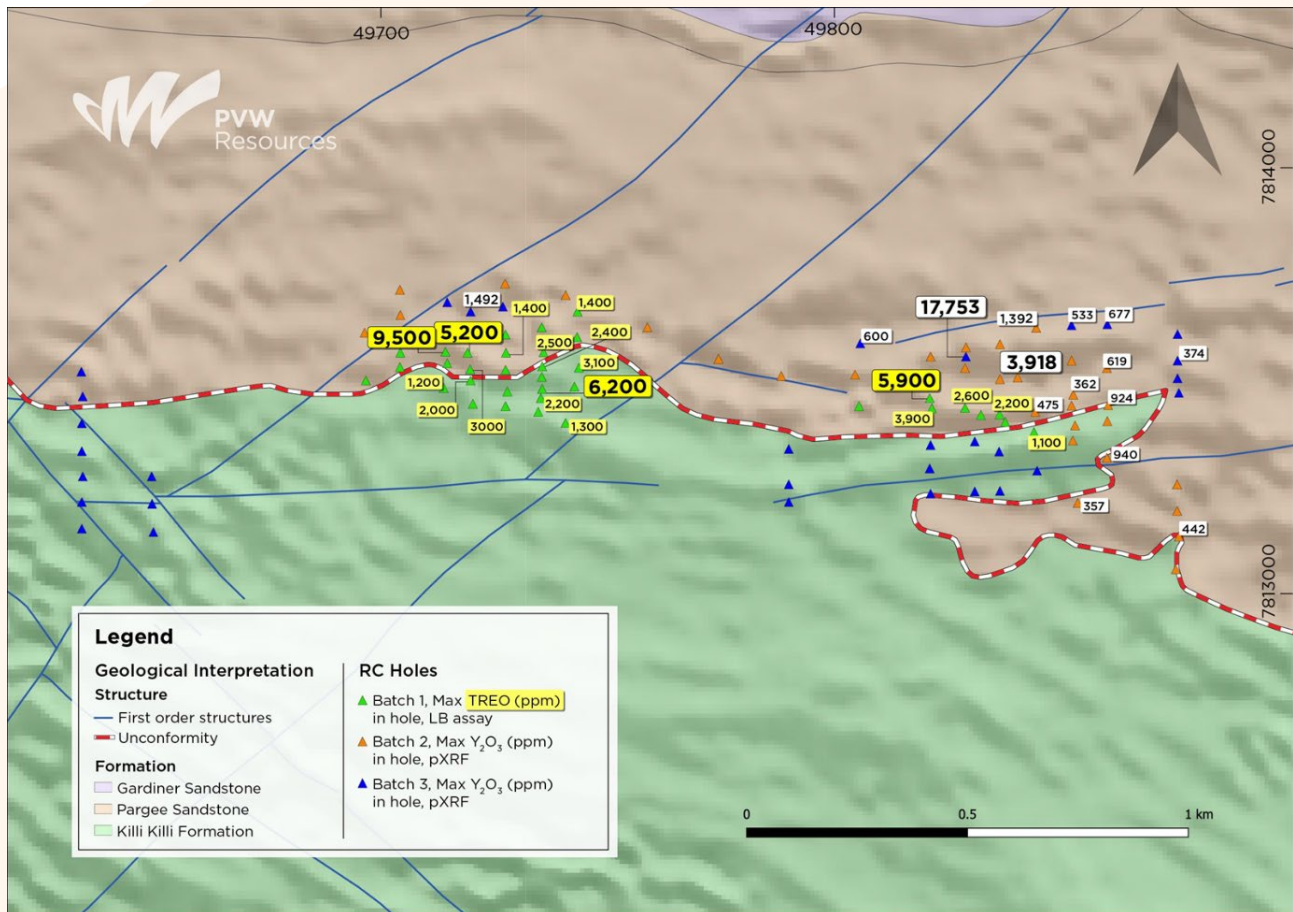 49700
49800
PVW
Resources
7814000
1,492
1,400
1,400
17,753
9,500
5,200
2,500
2,400
600
1,392
533
677
3,100
374
1,200
6,200
5,900
3,918
619
2,000
2,200
3,900
2,600
2,200
475
362
924
3000
1,300
1,100
940
357
442
7813000
Legend
Geological Interpretation
Structure
First order structures
Unconformity
Formation
Gardiner Sandstone
Pargee Sandstone
Killi Killi Formation
RC Holes
Batch 1, Max TREO (ppm)
in hole, LB assay
Batch 2, Max Y₂O₃ (ppm)
in hole, pXRF
Batch 3, Max Y₂O₃ (ppm)
in hole, pXRF
0
0.5
1 km